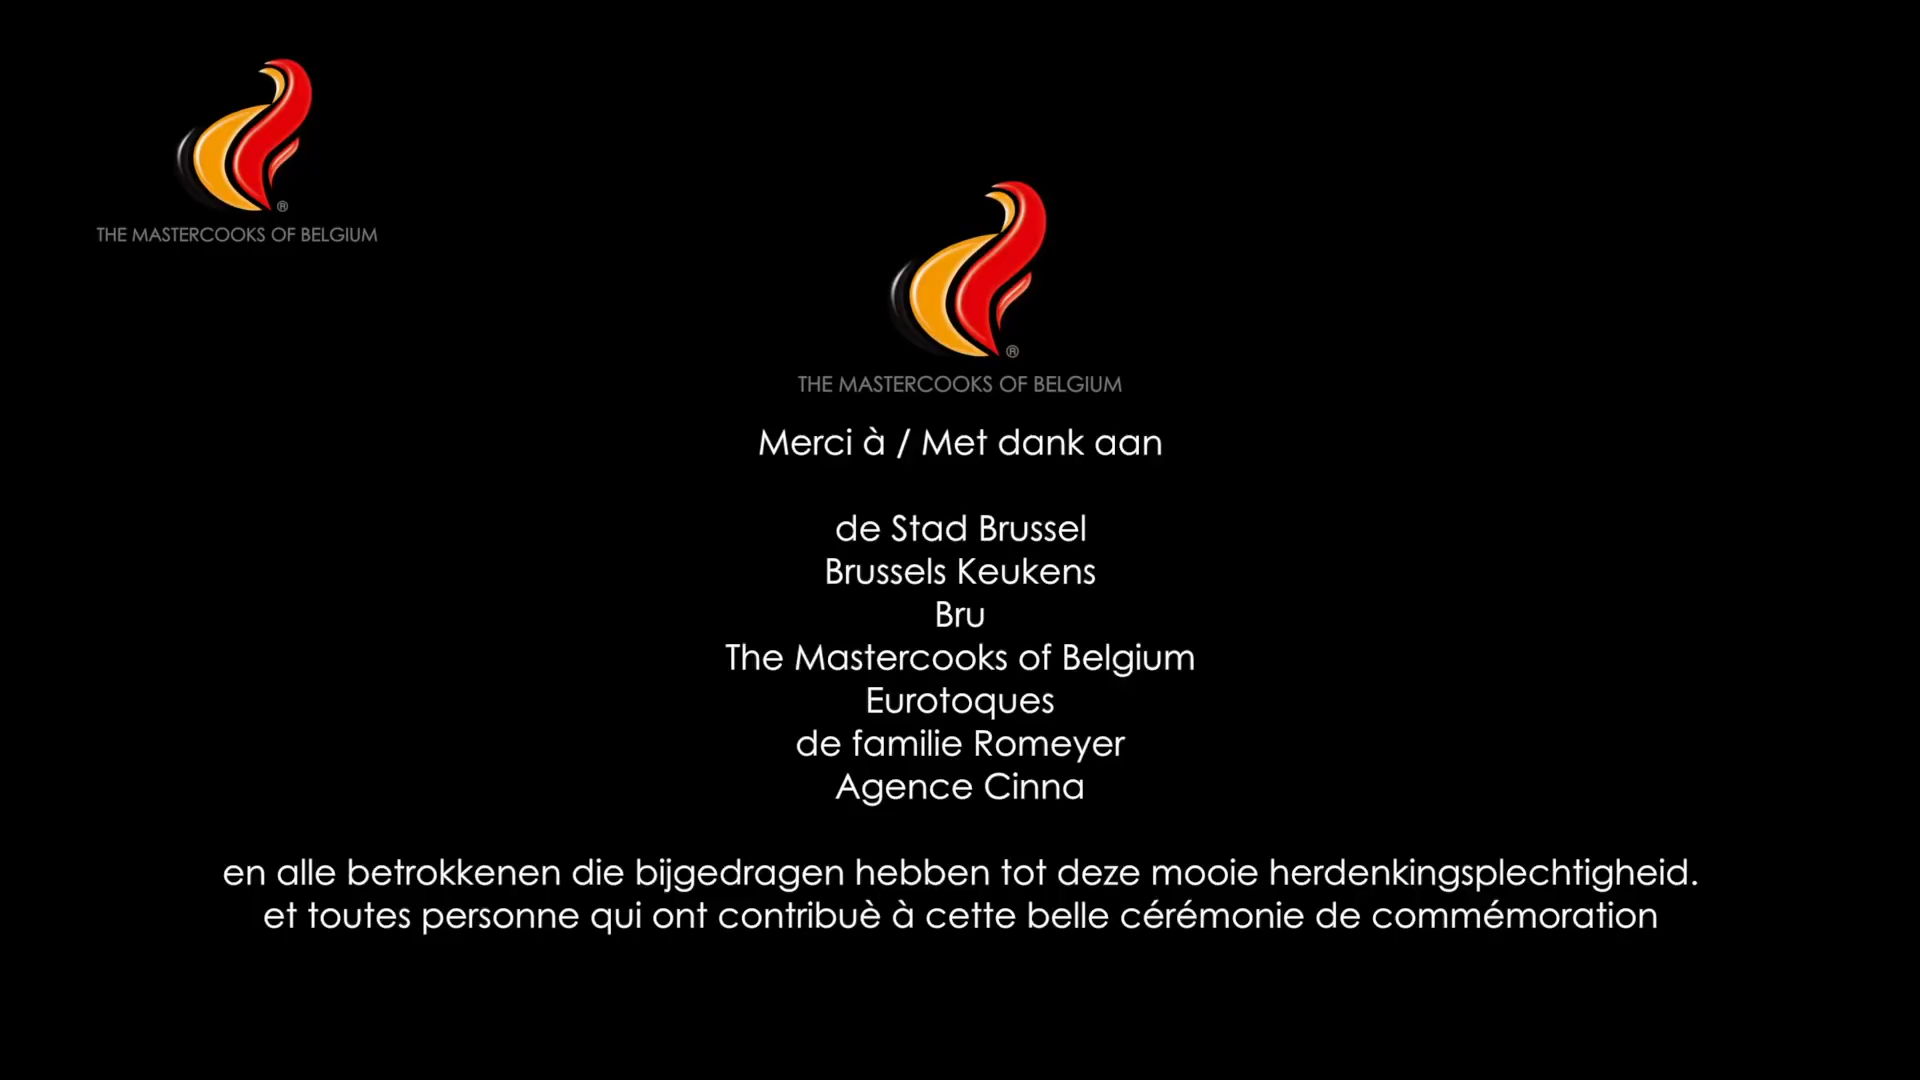 THE MASTERCOOKS OF BELGIUM
®
THE MASTERCOOKS OF BELGIUM
®
Merci à / Met dank aan
de Stad Brussel
Brussels Keukens
Bru
The Mastercooks of Belgium
Eurotoques
de familie Romeyer
Agence Cinna
en alle betrokkenen die bijgedragen hebben tot deze mooie herdenkingsplechtigheid.
et toutes personne qui ont contribuè à cette belle cérémonie de commémoration